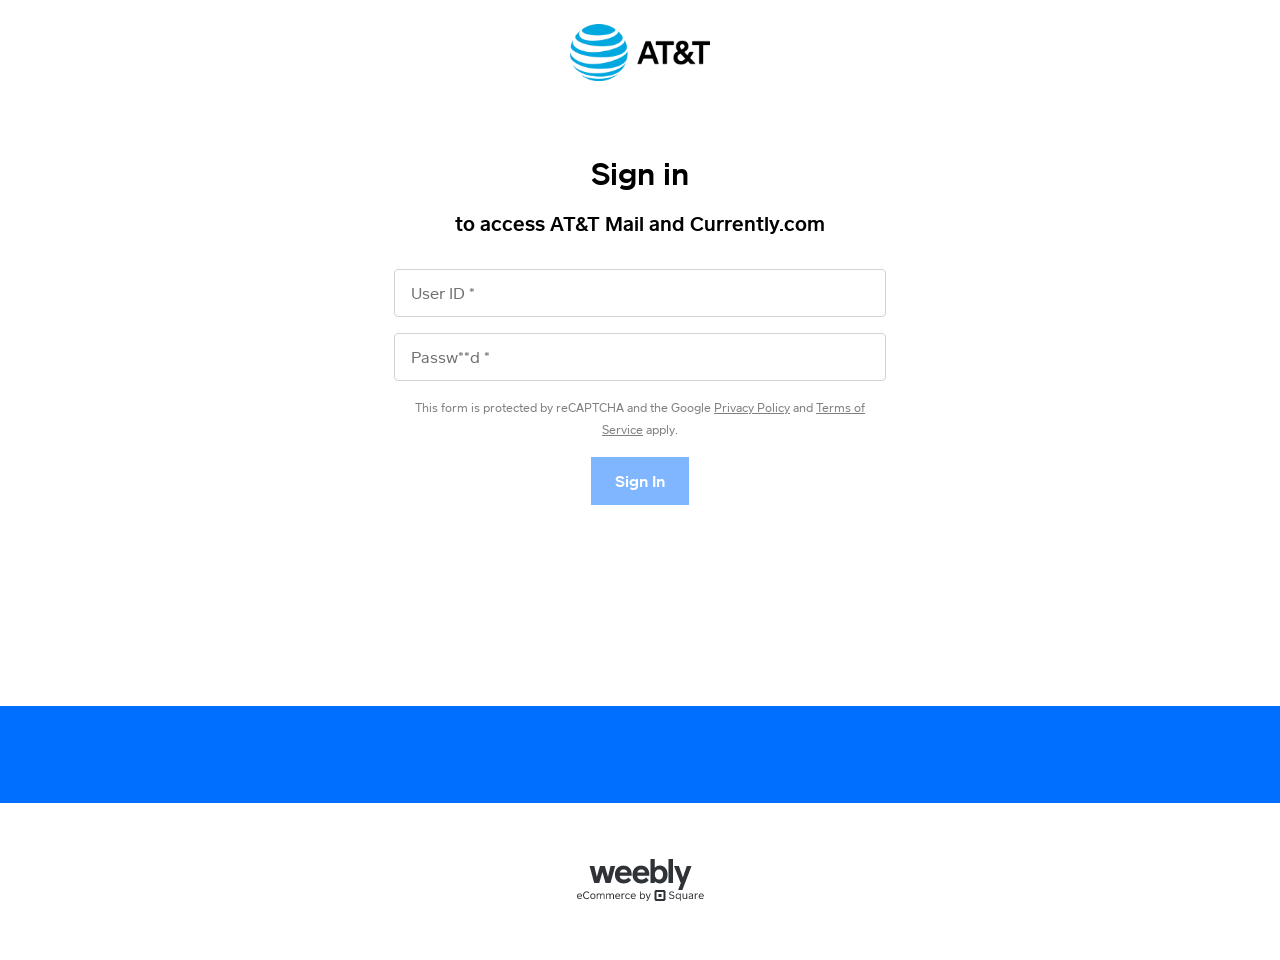 AT&T
Sign in
to access AT&T Mail and Currently.com
User ID *
Passw**d *
This form is protected by reCAPTCHA and the Google Privacy Policy and Terms of
Service apply.
Sign In
weebly
eCommerce by Square